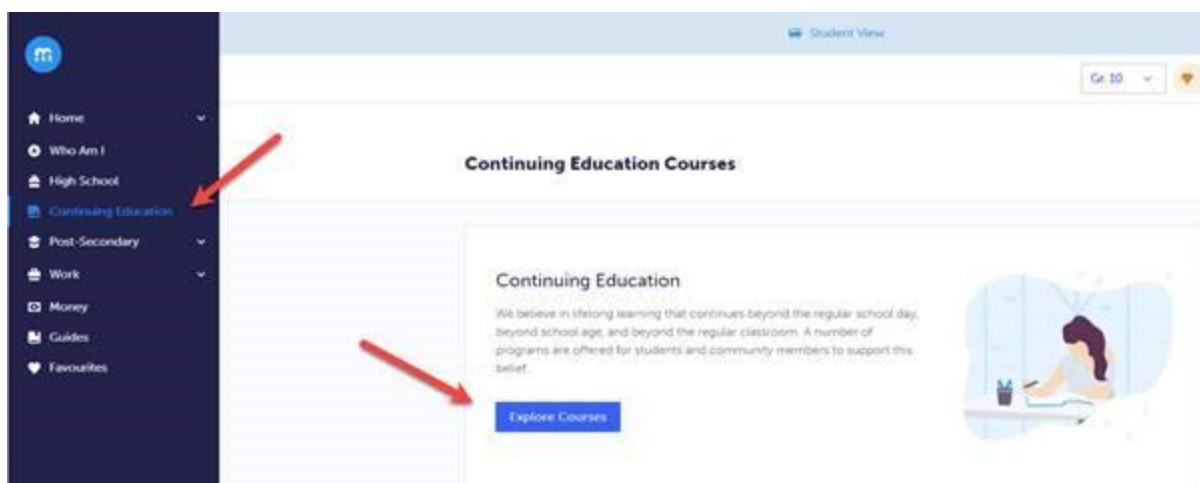 m
Student View
Gr. 10
Home
Who Am I
High School
Continuing Education
Post-Secondary
Work
Money
Guides
Favourites
Continuing Education Courses
Continuing Education
We believe in lifelong learning that continues beyond the regular school day,
beyond school age, and beyond the regular classroom. A number of
programs are offered for students and community members to support this
belief.
Explore Courses